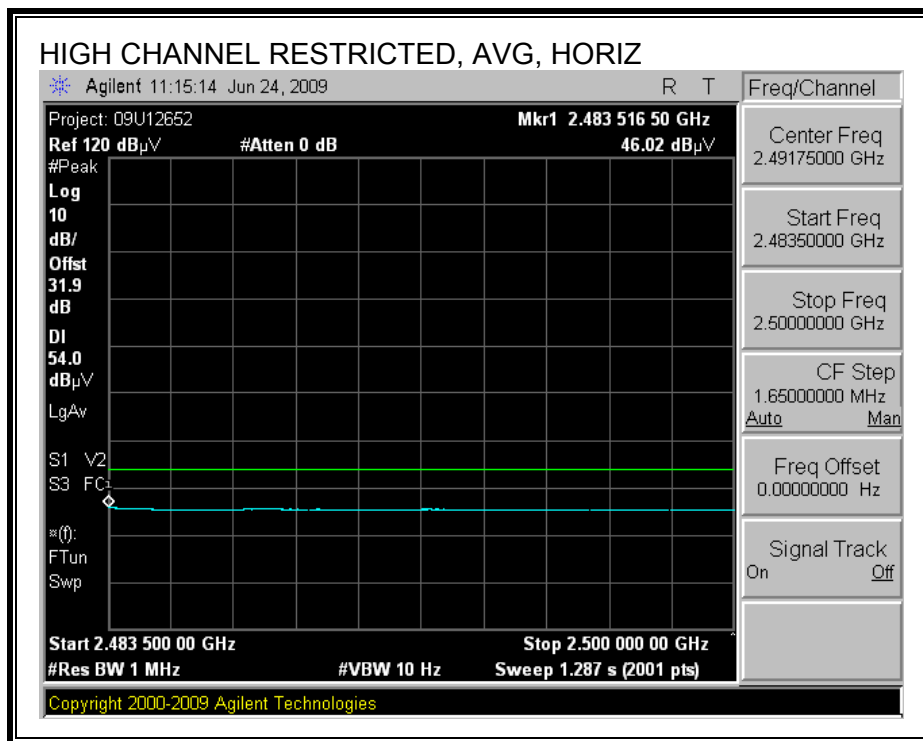 HIGH CHANNEL RESTRICTED, AVG, HORIZ
Agilent 11:15:14 Jun 24, 2009 R T
Project: 09U12652 Mkr1 2.483 516 50 GHz
Ref 120 dBµV #Atten 0 dB 46.02 dBµV
#Peak
Log
10
dB/
Offst
31.9
dB
DI
54.0
dBµV
LgAv
S1 V2
S3 FC
1
¤(f):
FTun
Swp
Start 2.483 500 00 GHz Stop 2.500 000 00 GHz
#Res BW 1 MHz #VBW 10 Hz Sweep 1.287 s (2001 pts)
Copyright 2000-2009 Agilent Technologies
Freq/Channel
Center Freq
2.49175000 GHz
Start Freq
2.48350000 GHz
Stop Freq
2.50000000 GHz
CF Step
1.65000000 MHz
Auto Man
Freq Offset
0.00000000 Hz
Signal Track
On Off